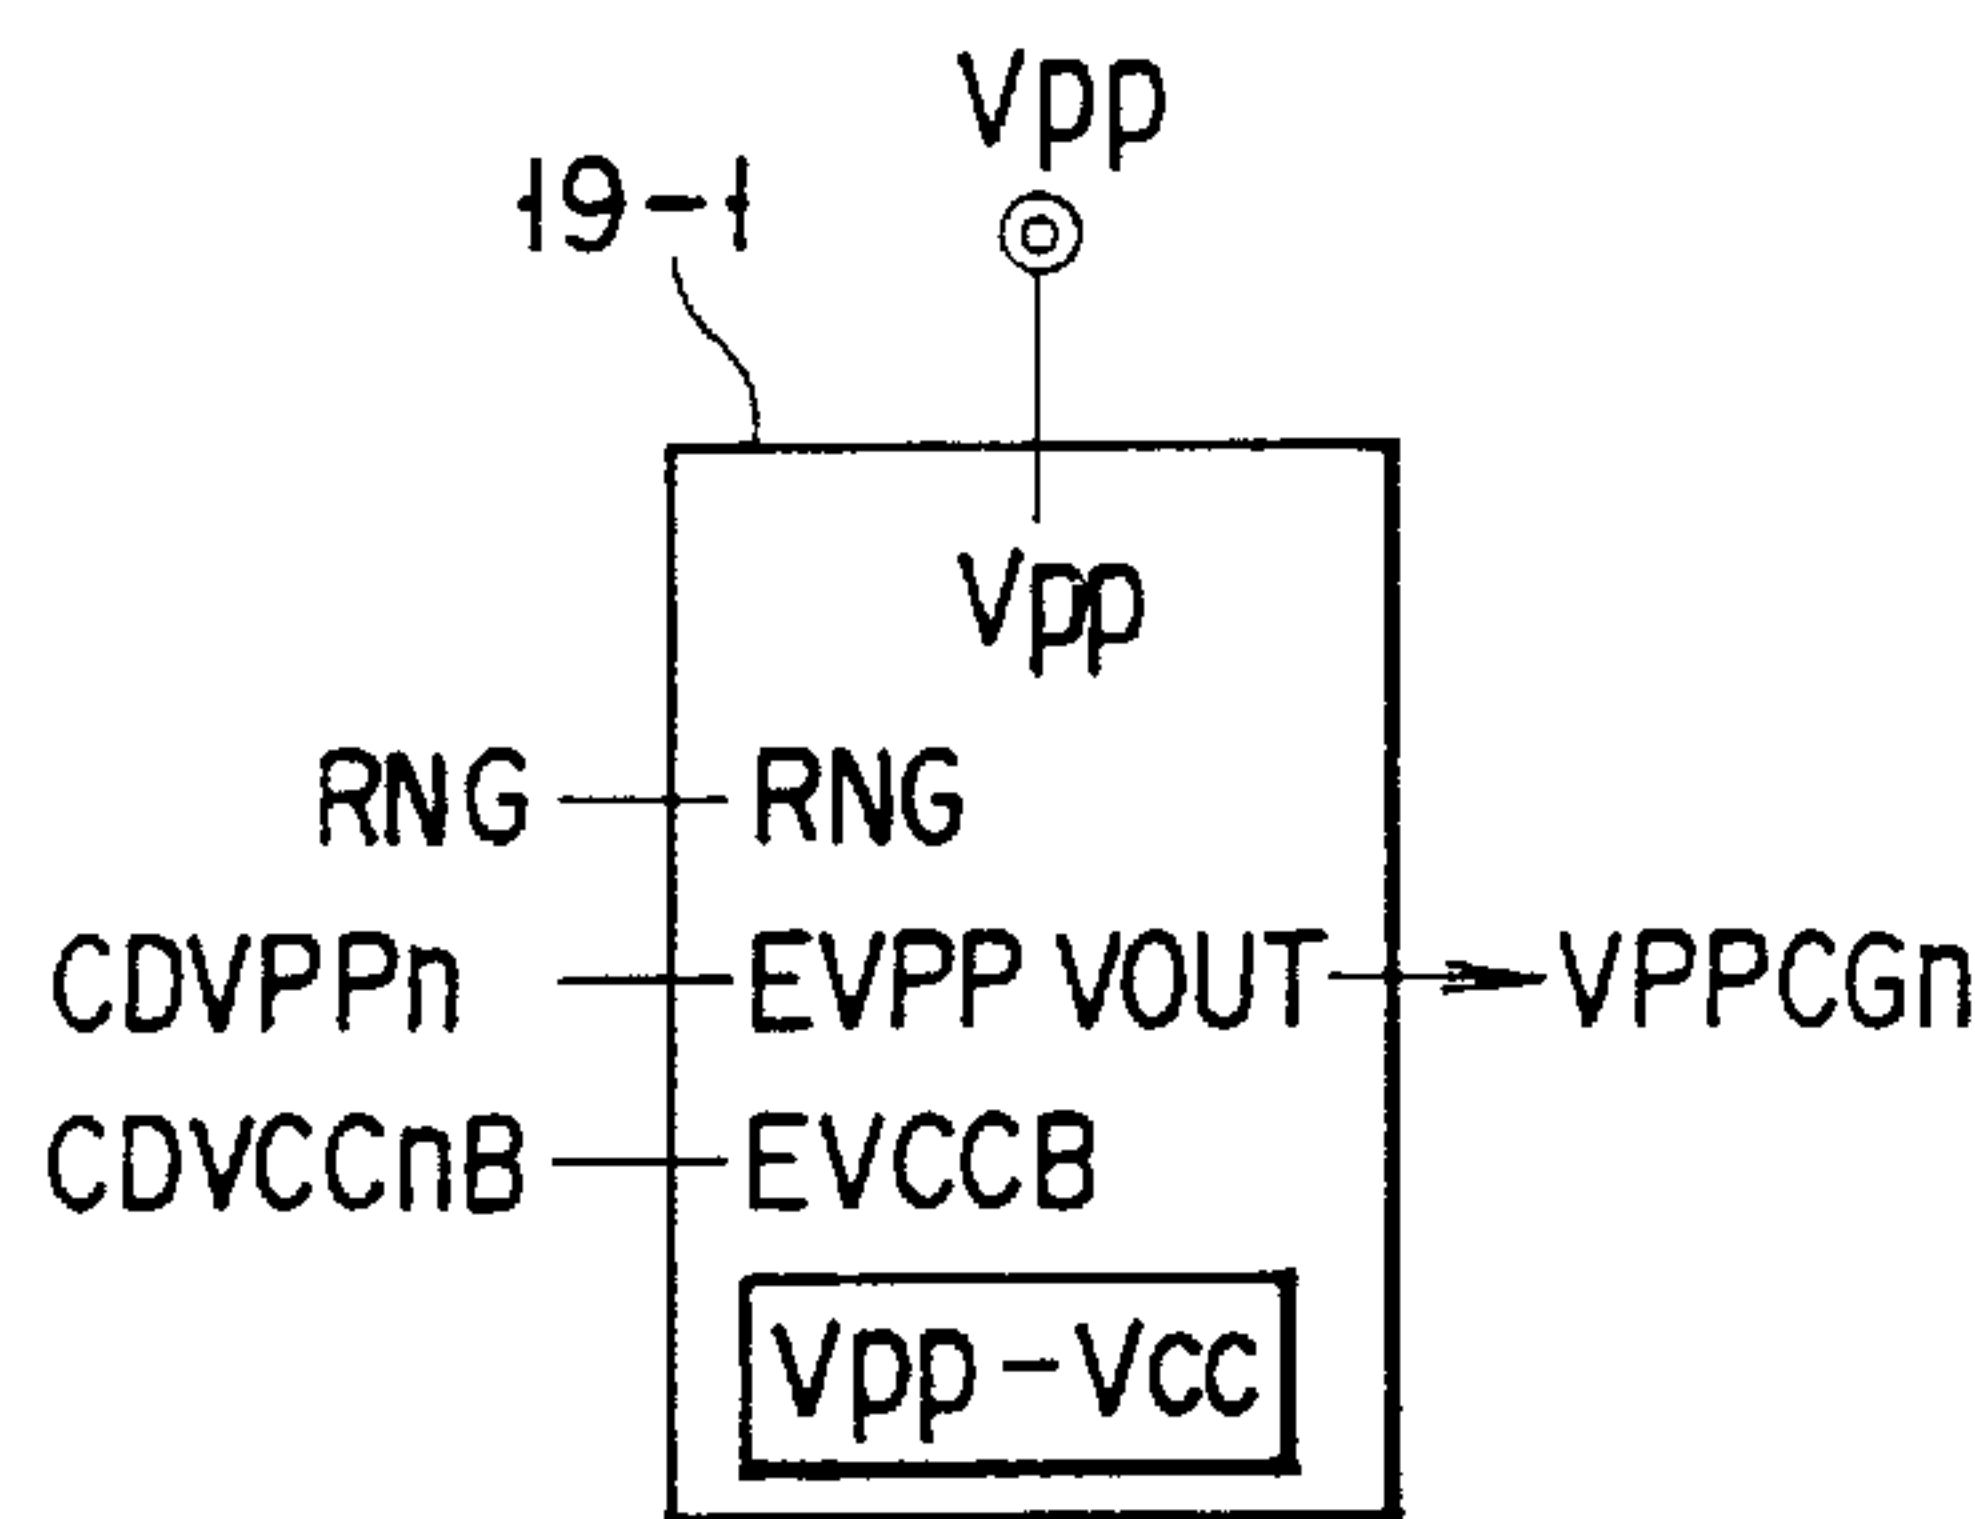 Vpp
19-1
Vpp
RNG RNG
CDVPPn EVPP VOUT VPPCGn
CDVCCnB EVCCB
Vpp-Vcc